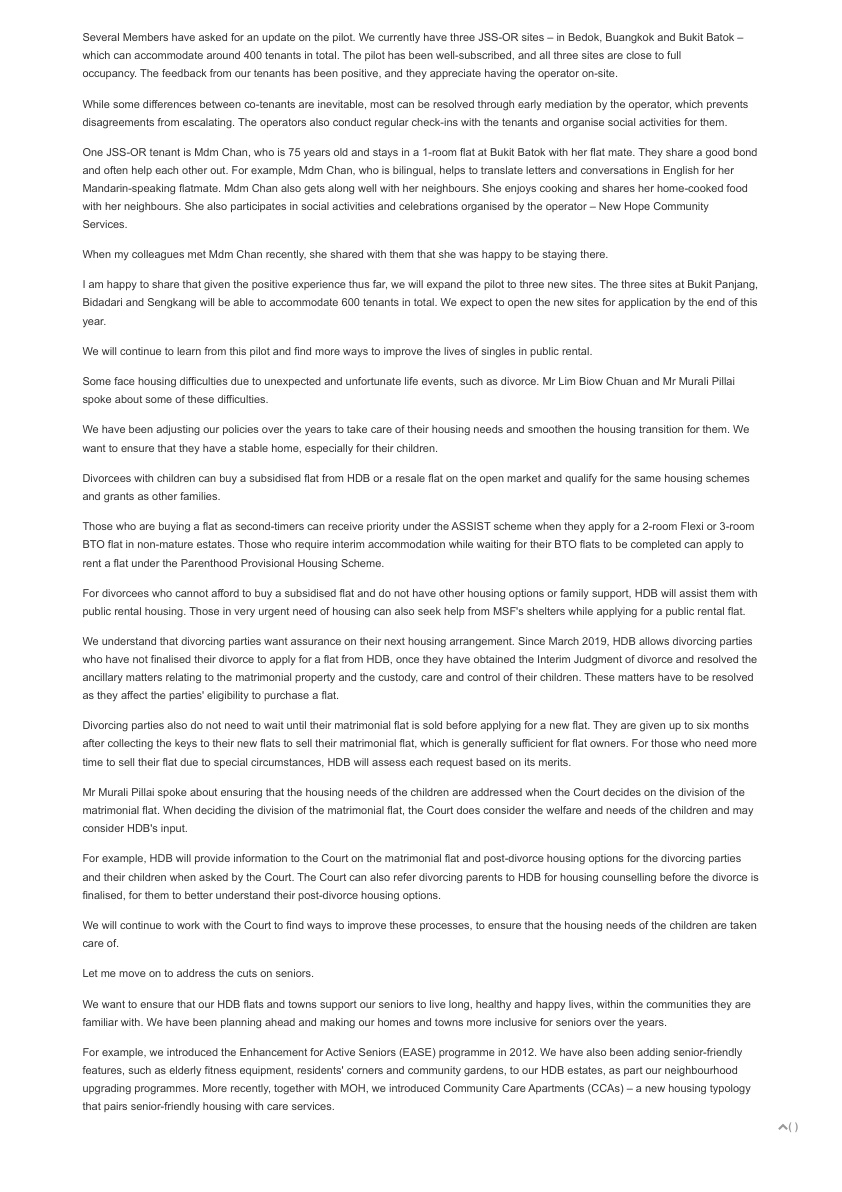 Several Members have asked for an update on the pilot. We currently have three JSS-OR sites – in Bedok, Buangkok and Bukit Batok –
which can accommodate around 400 tenants in total. The pilot has been well-subscribed, and all three sites are close to full
occupancy. The feedback from our tenants has been positive, and they appreciate having the operator on-site.
While some differences between co-tenants are inevitable, most can be resolved through early mediation by the operator, which prevents
disagreements from escalating. The operators also conduct regular check-ins with the tenants and organise social activities for them.
One JSS-OR tenant is Mdm Chan, who is 75 years old and stays in a 1-room flat at Bukit Batok with her flat mate. They share a good bond
and often help each other out. For example, Mdm Chan, who is bilingual, helps to translate letters and conversations in English for her
Mandarin-speaking flatmate. Mdm Chan also gets along well with her neighbours. She enjoys cooking and shares her home-cooked food
with her neighbours. She also participates in social activities and celebrations organised by the operator – New Hope Community
Services.
When my colleagues met Mdm Chan recently, she shared with them that she was happy to be staying there.
I am happy to share that given the positive experience thus far, we will expand the pilot to three new sites. The three sites at Bukit Panjang,
Bidadari and Sengkang will be able to accommodate 600 tenants in total. We expect to open the new sites for application by the end of this
year.
We will continue to learn from this pilot and find more ways to improve the lives of singles in public rental.
Some face housing difficulties due to unexpected and unfortunate life events, such as divorce. Mr Lim Biow Chuan and Mr Murali Pillai
spoke about some of these difficulties.
We have been adjusting our policies over the years to take care of their housing needs and smoothen the housing transition for them. We
want to ensure that they have a stable home, especially for their children.
Divorcees with children can buy a subsidised flat from HDB or a resale flat on the open market and qualify for the same housing schemes
and grants as other families.
Those who are buying a flat as second-timers can receive priority under the ASSIST scheme when they apply for a 2-room Flexi or 3-room
BTO flat in non-mature estates. Those who require interim accommodation while waiting for their BTO flats to be completed can apply to
rent a flat under the Parenthood Provisional Housing Scheme.
For divorcees who cannot afford to buy a subsidised flat and do not have other housing options or family support, HDB will assist them with
public rental housing. Those in very urgent need of housing can also seek help from MSF's shelters while applying for a public rental flat.
We understand that divorcing parties want assurance on their next housing arrangement. Since March 2019, HDB allows divorcing parties
who have not finalised their divorce to apply for a flat from HDB, once they have obtained the Interim Judgment of divorce and resolved the
ancillary matters relating to the matrimonial property and the custody, care and control of their children. These matters have to be resolved
as they affect the parties' eligibility to purchase a flat.
Divorcing parties also do not need to wait until their matrimonial flat is sold before applying for a new flat. They are given up to six months
after collecting the keys to their new flats to sell their matrimonial flat, which is generally sufficient for flat owners. For those who need more
time to sell their flat due to special circumstances, HDB will assess each request based on its merits.
Mr Murali Pillai spoke about ensuring that the housing needs of the children are addressed when the Court decides on the division of the
matrimonial flat. When deciding the division of the matrimonial flat, the Court does consider the welfare and needs of the children and may
consider HDB's input.
For example, HDB will provide information to the Court on the matrimonial flat and post-divorce housing options for the divorcing parties
and their children when asked by the Court. The Court can also refer divorcing parents to HDB for housing counselling before the divorce is
finalised, for them to better understand their post-divorce housing options.
We will continue to work with the Court to find ways to improve these processes, to ensure that the housing needs of the children are taken
care of.
Let me move on to address the cuts on seniors.
We want to ensure that our HDB flats and towns support our seniors to live long, healthy and happy lives, within the communities they are
familiar with. We have been planning ahead and making our homes and towns more inclusive for seniors over the years.
For example, we introduced the Enhancement for Active Seniors (EASE) programme in 2012. We have also been adding senior-friendly
features, such as elderly fitness equipment, residents' corners and community gardens, to our HDB estates, as part our neighbourhood
upgrading programmes. More recently, together with MOH, we introduced Community Care Apartments (CCAs) – a new housing typology
that pairs senior-friendly housing with care services.
( )